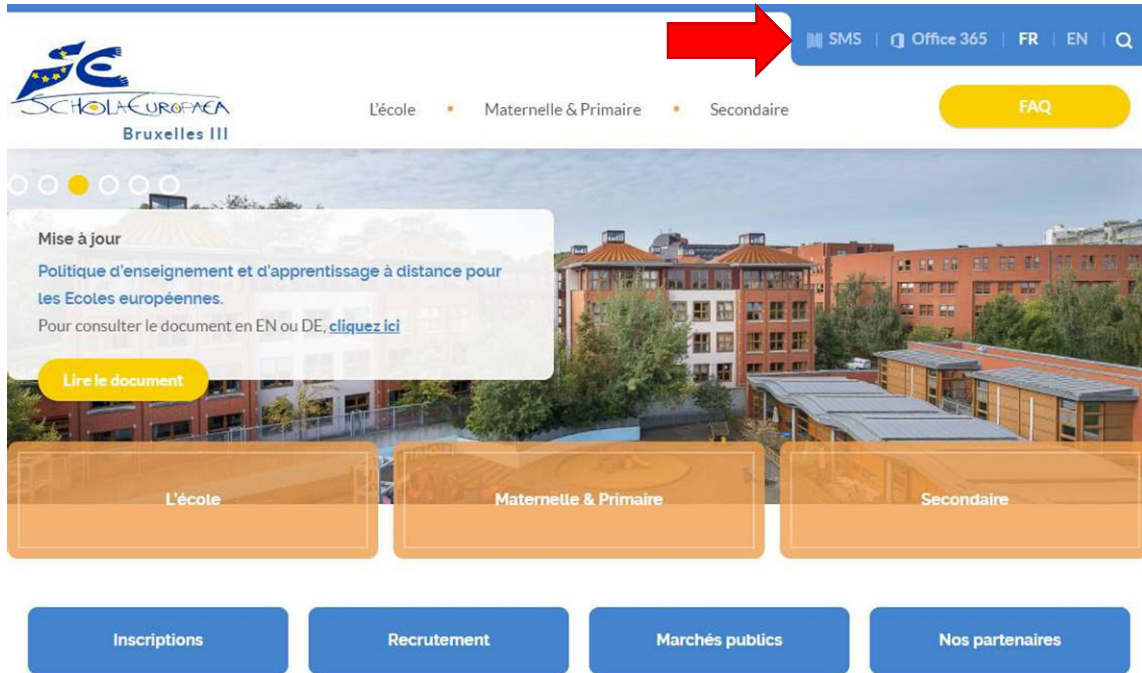 SMS | Office 365 | FR | EN
SCHOLA EUROPAEA
Bruxelles III
L'école • Maternelle & Primaire • Secondaire
FAQ
Mise à jour
Politique d'enseignement et d'apprentissage à distance pour
les Ecoles européennes.
Pour consulter le document en EN ou DE, cliquez ici
Lire le document
L'école
Maternelle & Primaire
Secondaire
Inscriptions
Recrutement
Marchés publics
Nos partenaires